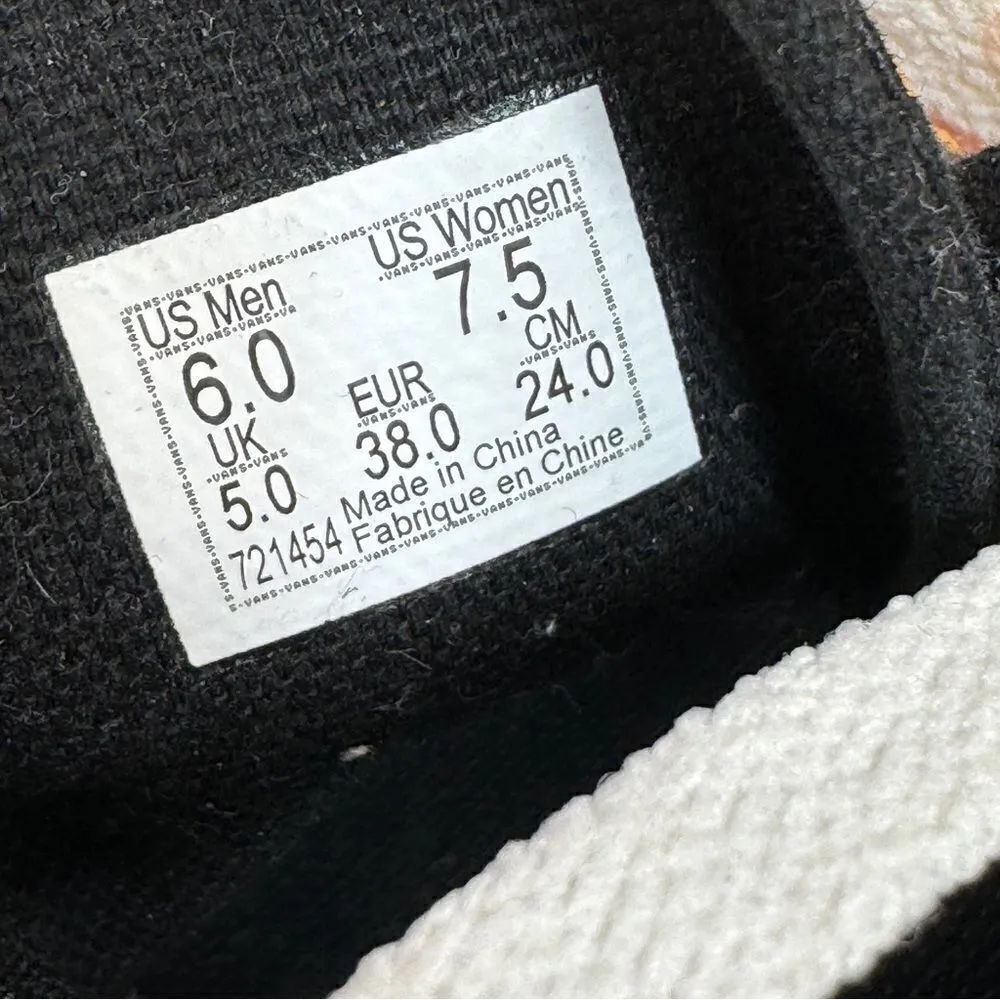 US Men US Women
6.0 7.5
UK EUR CM
5.0 38.0 24.0
721454 Made in China
Fabrique en Chine